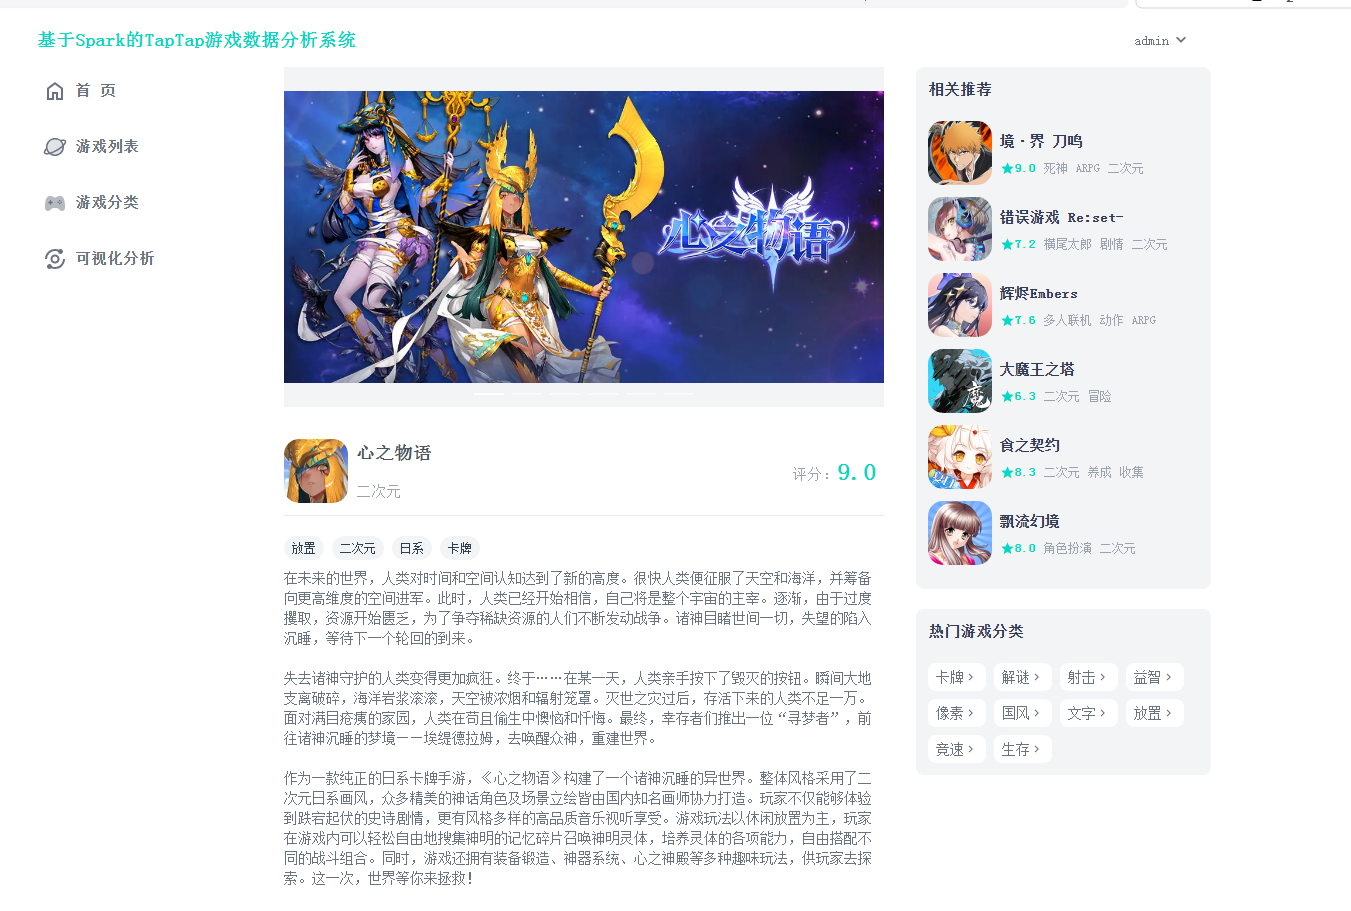 基于Spark的TapTap游戏数据分析系统
admin
首 页
游戏列表
游戏分类
可视化分析
心之物语
心之物语
二次元
评分：9.0
放置 二次元 日系 卡牌
在未来的世界，人类对时间和空间认知达到了新的高度。很快人类便征服了天空和海洋，并筹备
向更高维度的空间进军。此时，人类已经开始相信，自己将是整个宇宙的主宰。逐渐，由于过度
攫取，资源开始匮乏，为了争夺稀缺资源的人们不断发动战争。诸神目睹世间一切，失望的陷入
沉睡，等待下一个轮回的到来。
失去诸神守护的人类变得更加疯狂。终于……在某一天，人类亲手按下了毁灭的按钮。瞬间大地
支离破碎，海洋岩浆滚滚，天空被浓烟和辐射笼罩。灭世之灾过后，存活下来的人类不足一万。
面对满目疮痍的家园，人类在苟且偷生中懊恼和忏悔。最终，幸存者们推出一位“寻梦者”，前
往诸神沉睡的梦境——埃缇德拉姆，去唤醒众神，重建世界。
作为一款纯正的日系卡牌手游，《心之物语》构建了一个诸神沉睡的异世界。整体风格采用了二
次元日系画风，众多精美的神话角色及场景立绘皆由国内知名画师协力打造。玩家不仅能够体验
到跌宕起伏的史诗剧情，更有风格多样的高品质音乐视听享受。游戏玩法以休闲放置为主，玩家
在游戏内可以轻松自由地搜集神明的记忆碎片召唤神明灵体，培养灵体的各项能力，自由搭配不
同的战斗组合。同时，游戏还拥有装备锻造、神器系统、心之神殿等多种趣味玩法，供玩家去探
索。这一次，世界等你来拯救！
相关推荐
境·界 刀鸣
★9.0 死神 ARPG 二次元
错误游戏 Re:set-
★7.2 横尾太郎 剧情 二次元
辉烬Embers
★7.6 多人联机 动作 ARPG
魔
大魔王之塔
★6.3 二次元 冒险
食之契约
★8.3 二次元 养成 收集
飘流幻境
★8.0 角色扮演 二次元
热门游戏分类
卡牌 › 解谜 › 射击 › 益智 ›
像素 › 国风 › 文字 › 放置 ›
竞速 › 生存 ›